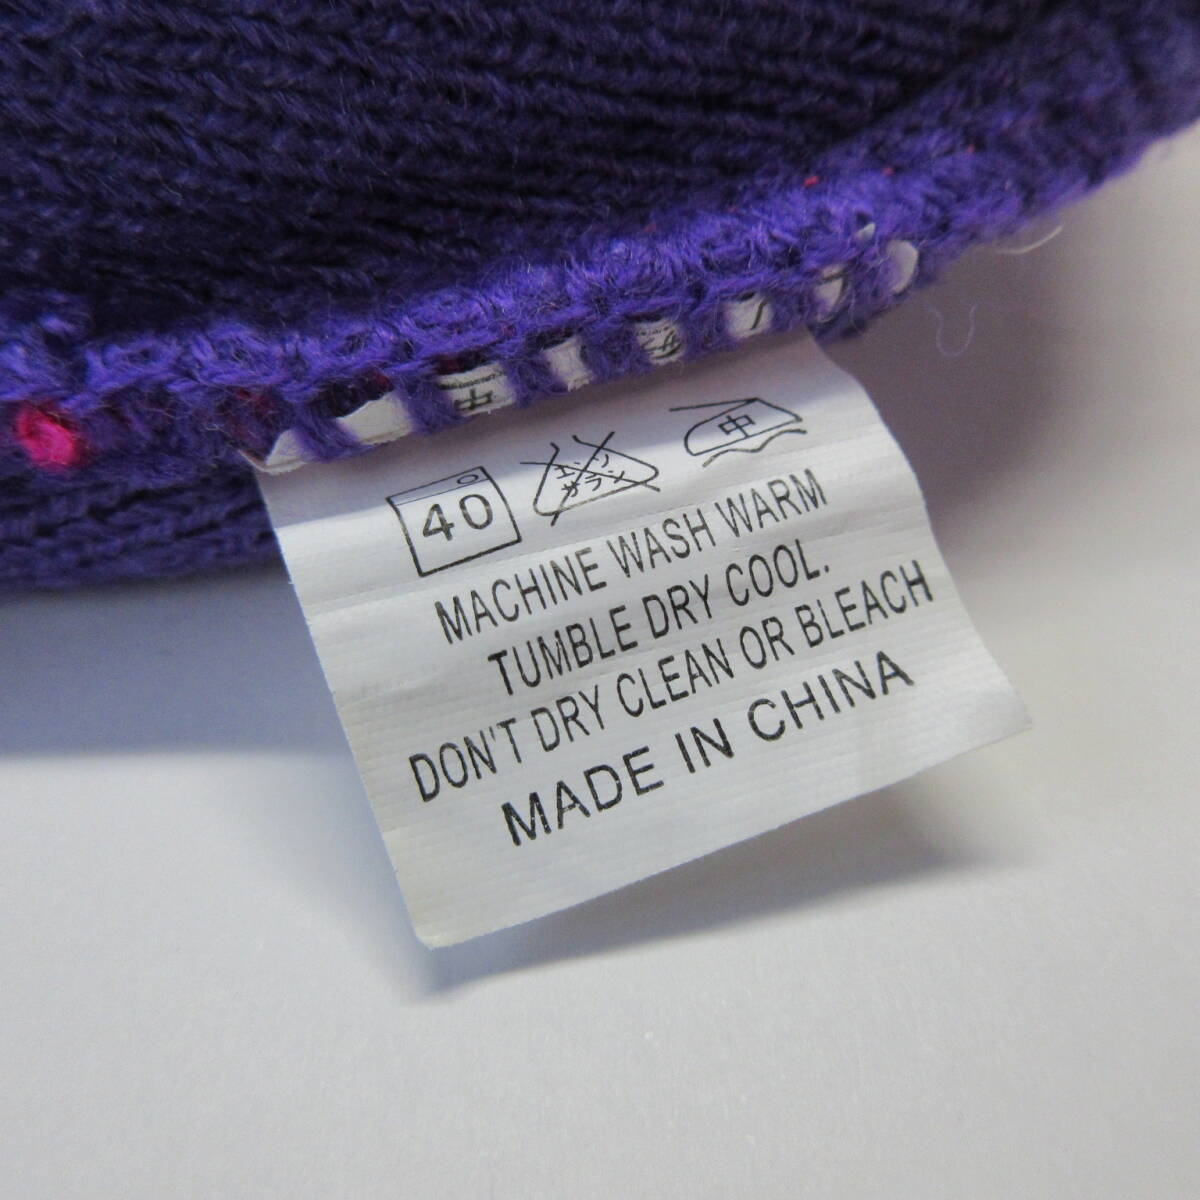 40 エンソ サラシ 中
MACHINE WASH WARM
TUMBLE DRY COOL.
DON'T DRY CLEAN OR BLEACH
MADE IN CHINA